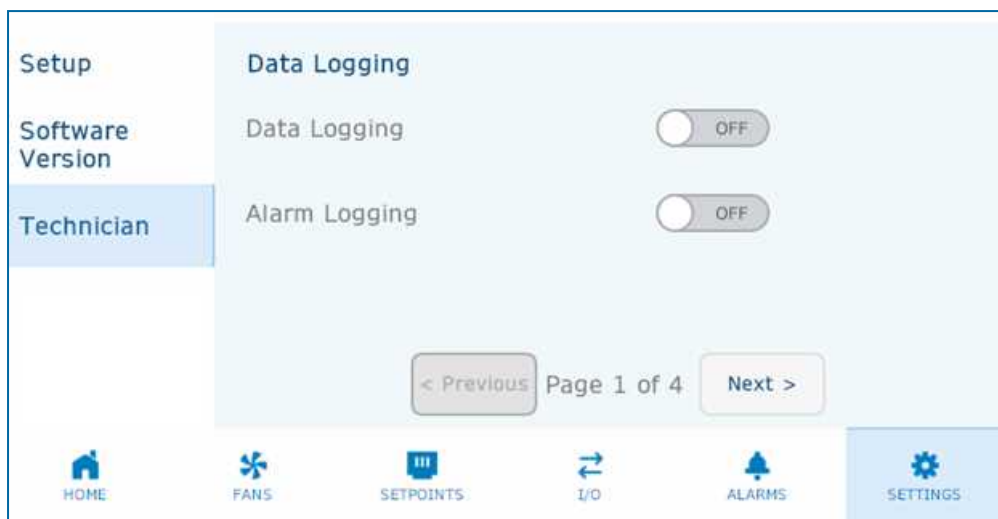 Setup
Software
Version
Technician
Data Logging
Data Logging
OFF
Alarm Logging
OFF
< Previous
Page 1 of 4
Next >
HOME
FANS
SETPOINTS
I/O
ALARMS
SETTINGS